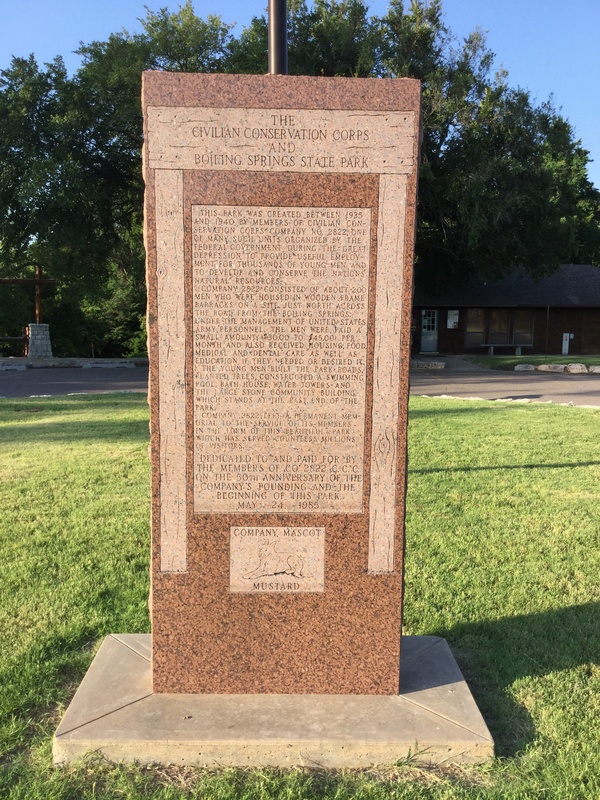 THE
CIVILIAN CONSERVATION CORPS
AND
BOILING SPRINGS STATE PARK
THIS PARK WAS CREATED BETWEEN 1935
AND 1940 BY MEMBERS OF CIVILIAN CON-
SERVATION CORPS COMPANY NO. 2822, ONE
OF MANY SUCH UNITS ORGANIZED BY THE
FEDERAL GOVERNMENT DURING THE GREAT
DEPRESSION TO PROVIDE USEFUL EMPLOY-
MENT FOR THOUSANDS OF YOUNG MEN AND
TO DEVELOP AND CONSERVE THE NATIONS
NATURAL RESOURCES.
COMPANY 2822 CONSISTED OF ABOUT 200
MEN WHO WERE HOUSED IN WOODEN FRAME
BARRACKS ON A SITE JUST NORTH ACROSS
THE ROAD FROM THE BOILING SPRINGS,
UNDER THE MANAGEMENT OF UNITED STATES
ARMY PERSONNEL. THE MEN WERE PAID A
SMALL AMOUNT, $30.00 TO $45.00 PER
MONTH AND ALSO RECEIVED HOUSING, FOOD,
MEDICAL AND DENTAL CARE AS WELL AS
EDUCATION IF THEY NEEDED OR DESIRED IT.
THE YOUNG MEN BUILT THE PARK ROADS,
PLANTED TREES, CONSTRUCTED A SWIMMING
POOL, BATH HOUSE, WATER TOWERS AND
THE LARGE STONE COMMUNITY BUILDING
WHICH STANDS AT THE FAR END OF THE
PARK.
COMPANY 2822 LEFT A PERMANENT MEM-
ORIAL TO THE SERVICE OF ITS MEMBERS
IN THE FORM OF THIS BEAUTIFUL PARK
WHICH HAS SERVED COUNTLESS MILLIONS
OF VISITORS.
DEDICATED TO AND PAID FOR BY
THE MEMBERS OF CO. 2822 C.C.C.
ON THE 50TH ANNIVERSARY OF THE
COMPANY'S FOUNDING AND THE
BEGINNING OF THIS PARK
MAY 24 1985
COMPANY MASCOT
MUSTARD